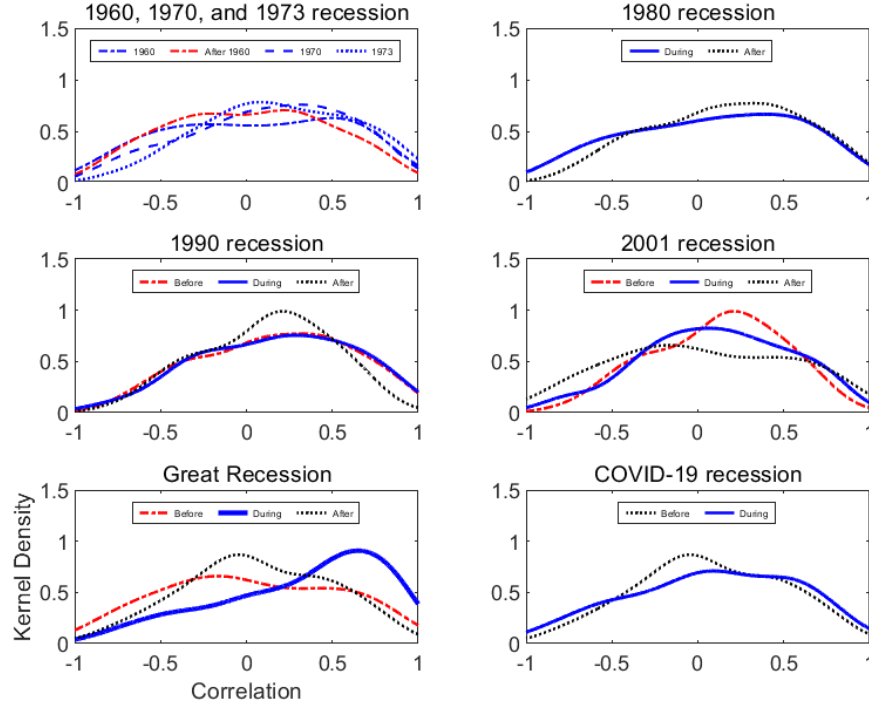 1960, 1970, and 1973 recession
1.5
1
0.5
0
1960
After 1960
1970
1973
-1
-0.5
0
0.5
1
1980 recession
1.5
1
0.5
0
During
After
-1
-0.5
0
0.5
1
1990 recession
1.5
1
0.5
0
Before
During
After
-1
-0.5
0
0.5
1
2001 recession
1.5
1
0.5
0
Before
During
After
-1
-0.5
0
0.5
1
Great Recession
Kernel Density
1.5
1
0.5
0
Before
During
After
-1
-0.5
0
0.5
1
Correlation
COVID-19 recession
1.5
1
0.5
0
Before
During
-1
-0.5
0
0.5
1